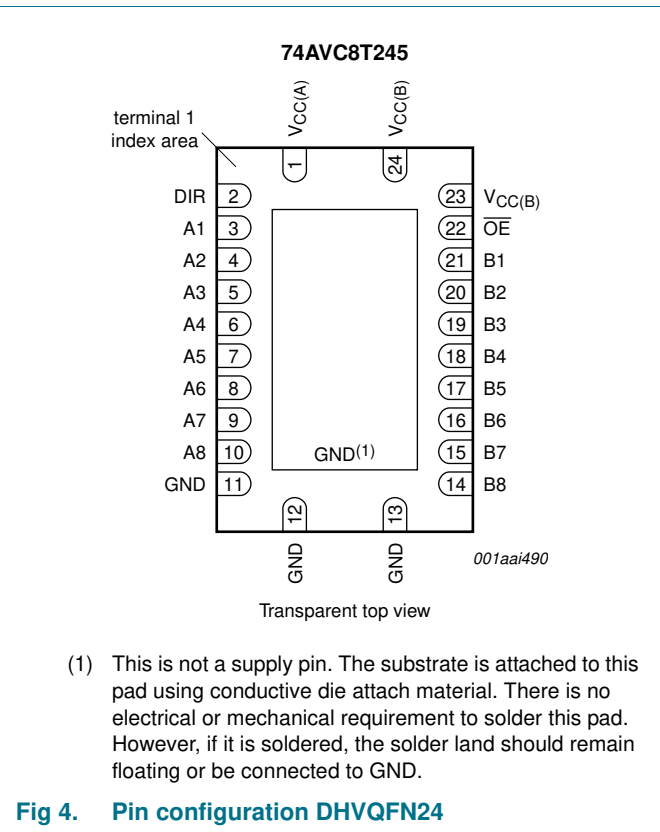 74AVC8T245
VCC(A)
VCC(B)
terminal 1
index area
1
24
DIR 2
23 VCC(B)
A1 3
22 OE
A2 4
21 B1
A3 5
20 B2
A4 6
19 B3
A5 7
18 B4
A6 8
17 B5
A7 9
16 B6
A8 10
15 B7
GND 11
14 B8
GND(1)
12
13
GND
GND
001aai490
Transparent top view
(1) This is not a supply pin. The substrate is attached to this
pad using conductive die attach material. There is no
electrical or mechanical requirement to solder this pad.
However, if it is soldered, the solder land should remain
floating or be connected to GND.
Fig 4. Pin configuration DHVQFN24